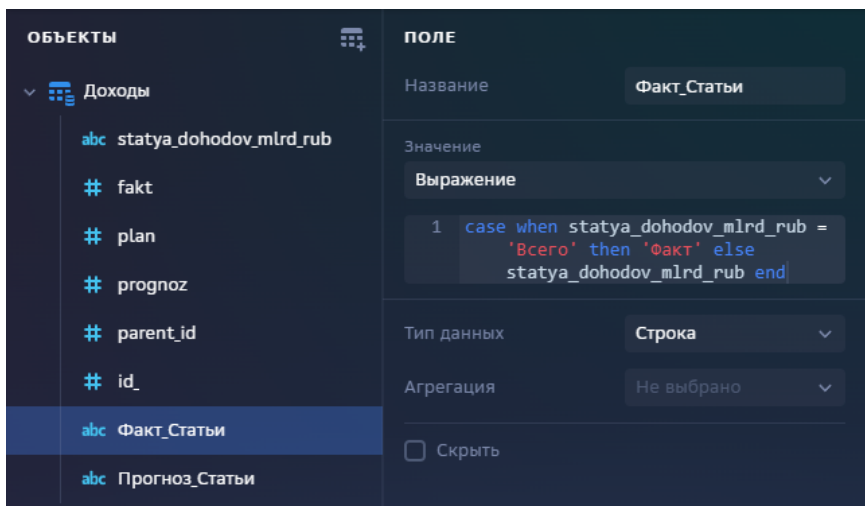 ОБЪЕКТЫ
Доходы
abc statya_dohodov_mlrd_rub
# fakt
# plan
# prognoz
# parent_id
# id_
abc Факт_Статьи
abc Прогноз_Статьи
ПОЛЕ
Название Факт_Статьи
Значение
Выражение
1 case when statya_dohodov_mlrd_rub =
'Всего' then 'Факт' else
statya_dohodov_mlrd_rub end
Тип данных Строка
Агрегация Не выбрано
Скрыть